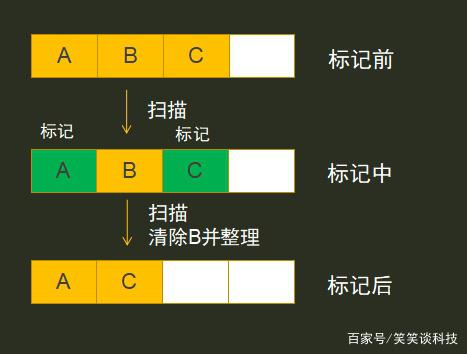 A B C 标记前
扫描
标记 标记
A B C 标记中
扫描
清除B并整理
A C 标记后
百家号/笑笑谈科技